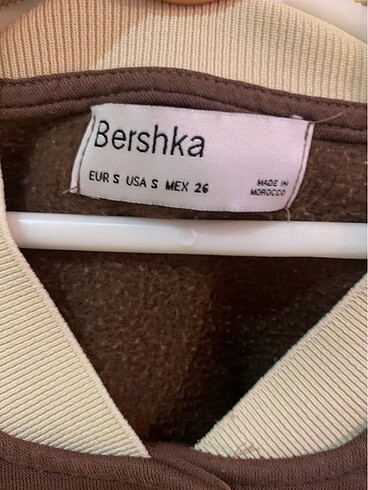 Bershka
EUR S USA S MEX 26
MADE IN
MOROCCO